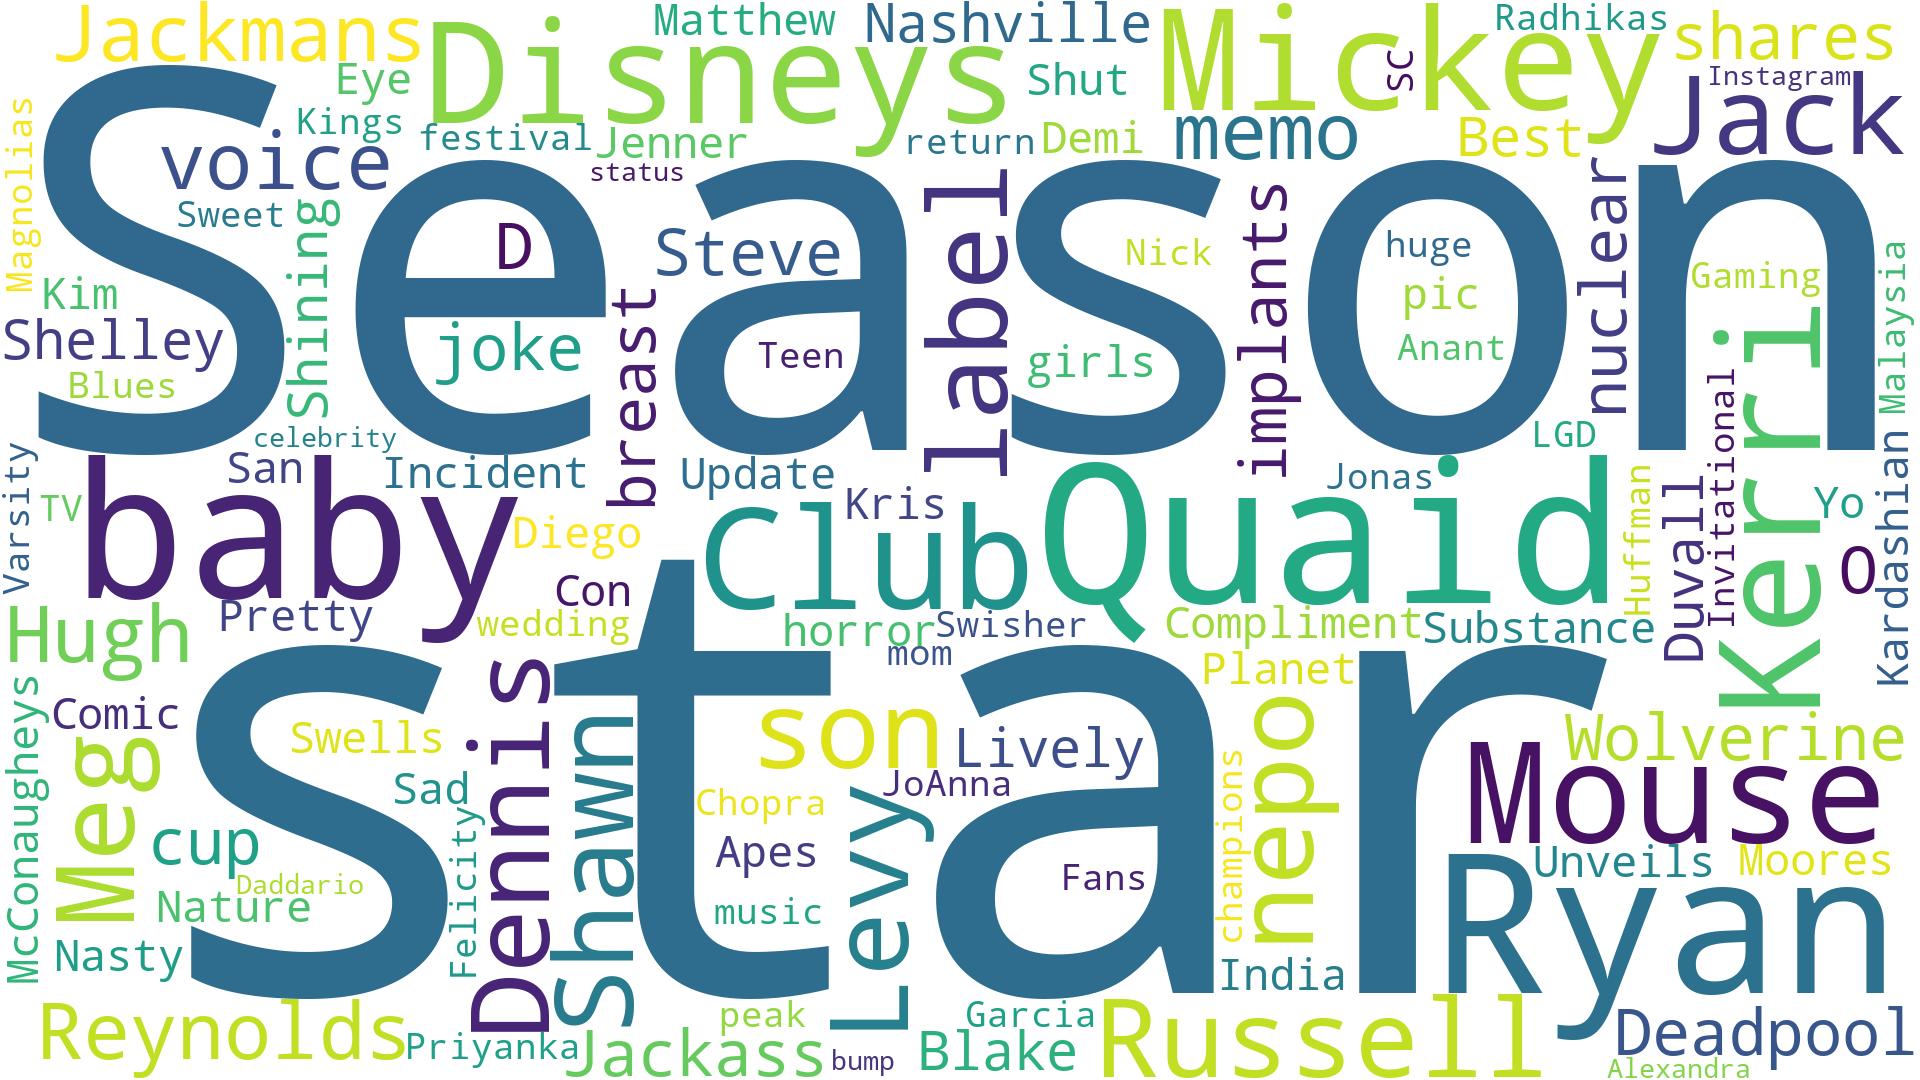 Jackmans
Disneys
Matthew
Nashville
Mickey
Radhikas
shares
Eye
Shut
SC
Instagram
Jack
Kings
festival
Jenner
return
Demi
memo
Best
Magnolias
voice
status
Season
Sweet
Shining
D
Steve
label
Nick
implants
huge
nuclear
Gaming
Malaysia
Kim
pic
Shelley
joke
breast
Teen
girls
Anant
Kerri
Blues
celebrity
LGD
Varsity
San
Incident
Update
Jonas
Invitational
Kardashian
TV
baby
Diego
Kris
Club
Quaid
Huffman
Duvall
Yo
O
Con
Hugh
Pretty
wedding
horror
Swisher
Compliment
Substance
mom
Planet
star
McConaugheys
Comic
Meg
Swells
Dennis
Shawn
son
Lively
nepo
Wolverine
Mouse
Sad
JoAnna
Chopra
Levy
champions
cup
Felicity
Apes
Fans
Unveils
Moores
Daddario
Nature
music
Ryan
Nasty
India
Reynolds
Priyanka
Jackass
peak
bump
Garcia
Blake
Russell
Deadpool
Alexandra